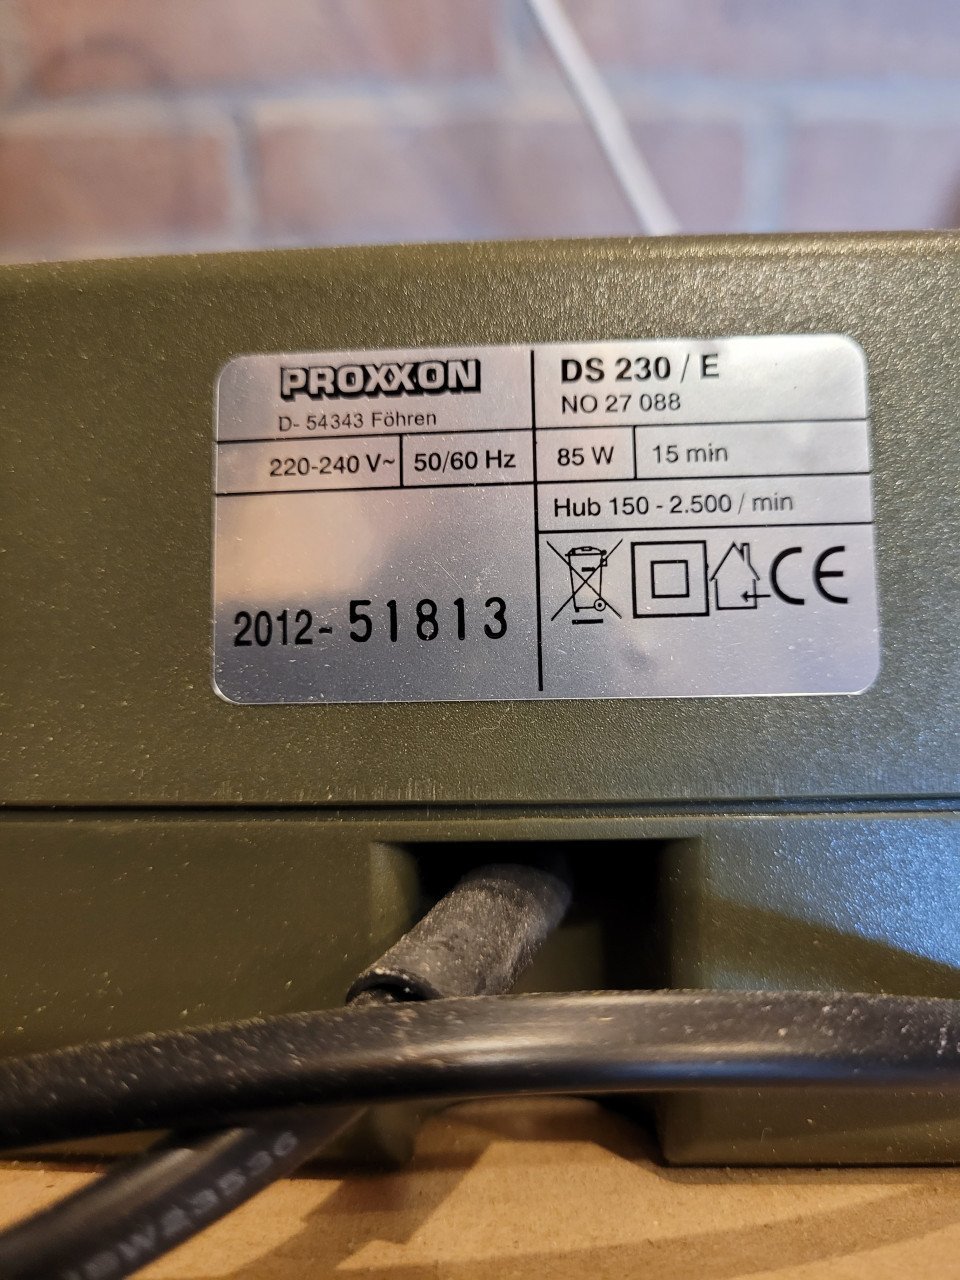 PROXXON
D- 54343 Föhren
DS 230 / E
NO 27 088
220-240 V~ 50/60 Hz
85 W 15 min
Hub 150 - 2.500 / min
2012- 51813
CE